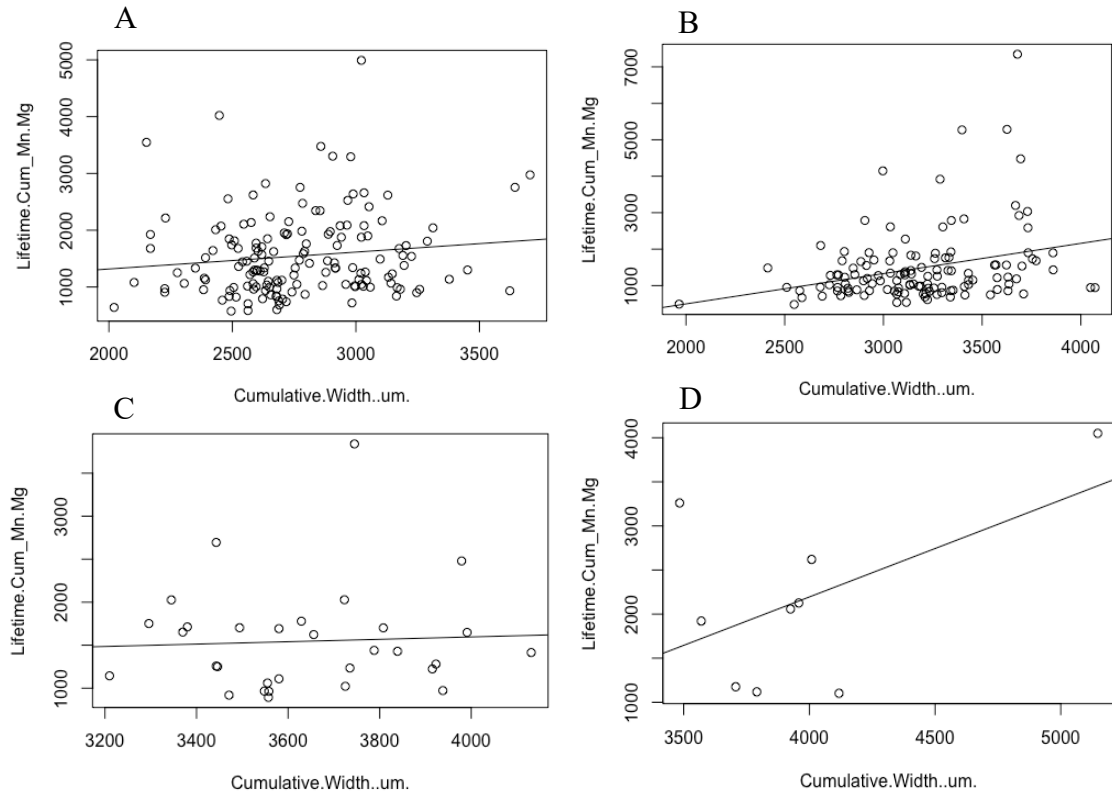 A
B
Lifetime.Cum_Mn.Mg
5000
4000
3000
2000
1000
2000 2500 3000 3500
Cumulative.Width..um.
Lifetime.Cum_Mn.Mg
7000
5000
3000
1000
2000 2500 3000 3500 4000
Cumulative.Width..um.
C
D
Lifetime.Cum_Mn.Mg
3000
2000
1000
3200 3400 3600 3800 4000
Cumulative.Width..um.
Lifetime.Cum_Mn.Mg
4000
3000
2000
1000
3500 4000 4500 5000
Cumulative.Width..um.